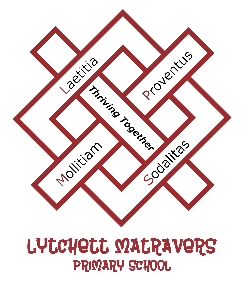 Laetitia
Proventus
Thriving Together
Mollitiam
Sodalitas
LYTCHETT MATRAVERS
PRIMARY SCHOOL